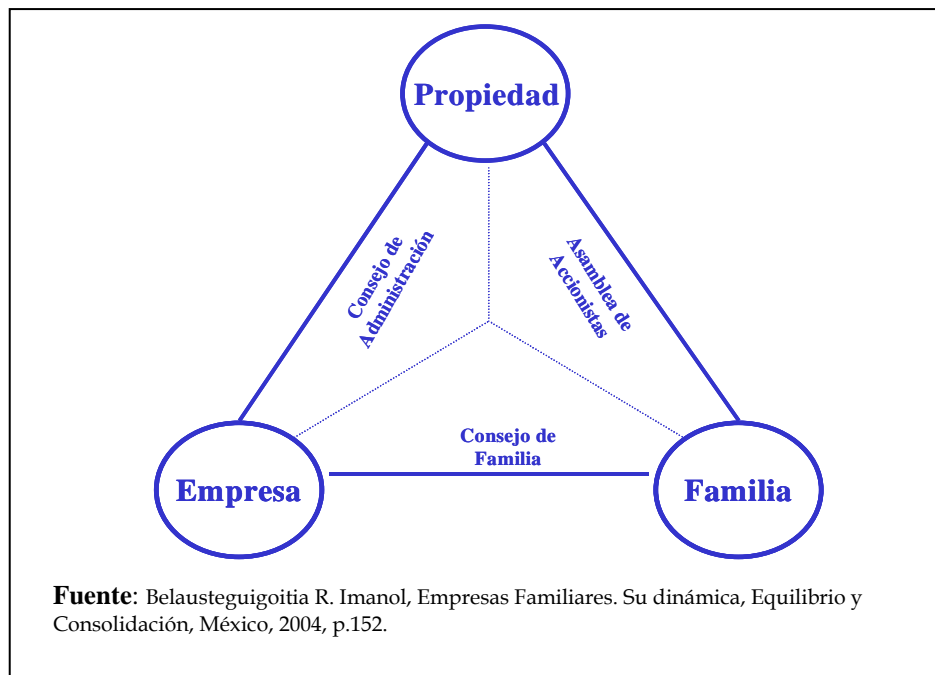 Propiedad
Consejo de
Administración
Asamblea de
Accionistas
Consejo de
Familia
Empresa
Familia
Fuente: Belausteguigoitia R. Imanol, Empresas Familiares. Su dinámica, Equilibrio y
Consolidación, México, 2004, p.152.